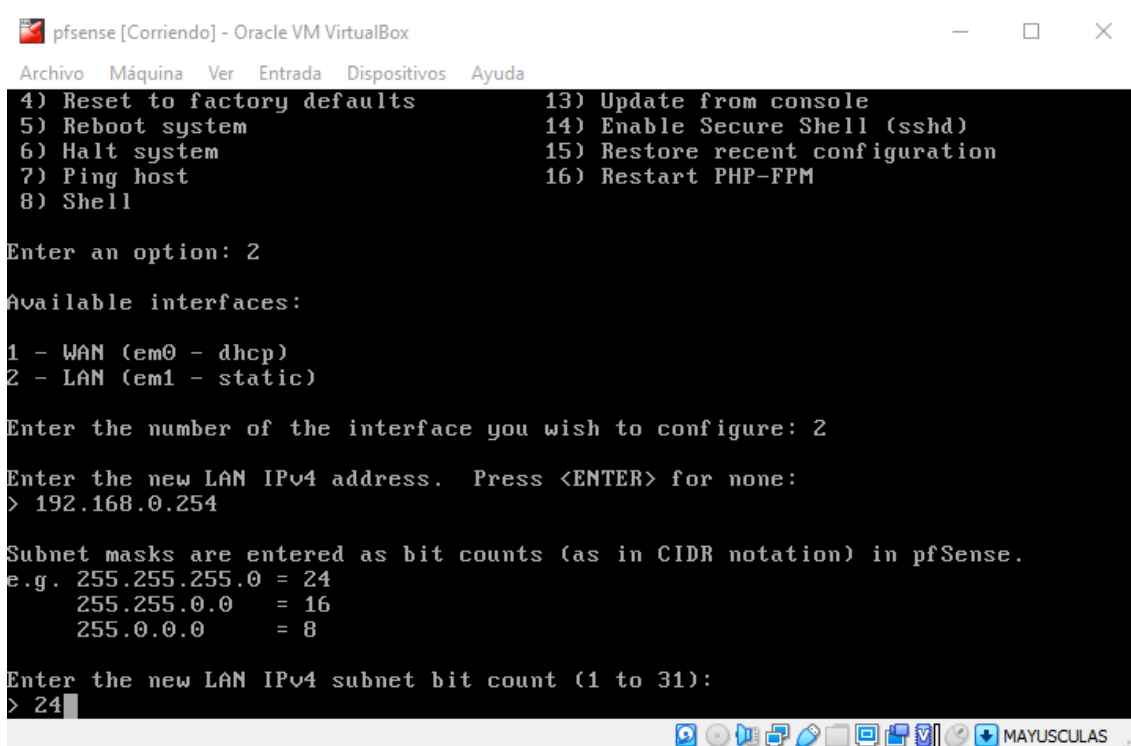 pfsense [Corriendo] - Oracle VM VirtualBox
Archivo Máquina Ver Entrada Dispositivos Ayuda
4) Reset to factory defaults 13) Update from console
5) Reboot system 14) Enable Secure Shell (sshd)
6) Halt system 15) Restore recent configuration
7) Ping host 16) Restart PHP-FPM
8) Shell
Enter an option: 2
Available interfaces:
1 - WAN (em0 - dhcp)
2 - LAN (em1 - static)
Enter the number of the interface you wish to configure: 2
Enter the new LAN IPv4 address. Press <ENTER> for none:
> 192.168.0.254
Subnet masks are entered as bit counts (as in CIDR notation) in pfSense.
e.g. 255.255.255.0 = 24
255.255.0.0 = 16
255.0.0.0 = 8
Enter the new LAN IPv4 subnet bit count (1 to 31):
> 24
MAYUSCULAS